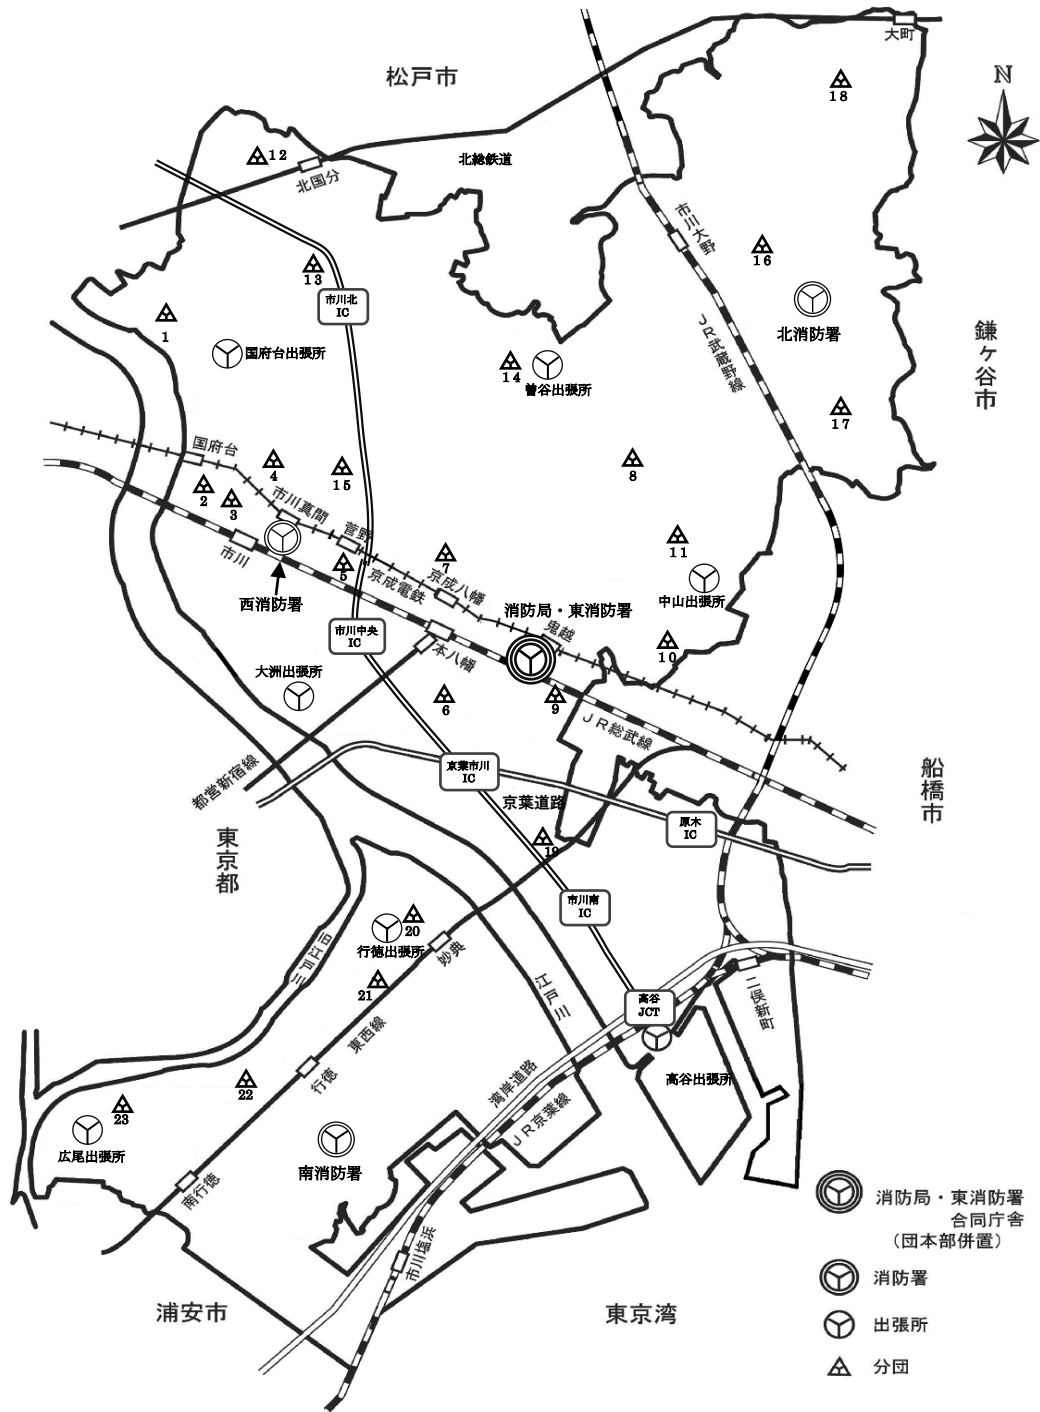 大町
松戸市
N
18
12
北国分
北総鉄道
市川大野
16
13
市川北
IC
北消防署
1
国府台出張所
JR武蔵野線
鎌ヶ谷市
14
曽谷出張所
17
国府台
4
15
8
2
3
市川真間
菅野
11
市川
5
7
京成電鉄
京成八幡
中山出張所
西消防署
消防局・東消防署
鬼越
市川中央
IC
本八幡
10
大洲出張所
6
9
JR総武線
都営新宿線
京葉市川
IC
京葉道路
船橋市
原木
IC
東京都
19
市川南
IC
20
行徳出張所
妙典
旧江戸川
21
江戸川
二俣新町
高谷
JCT
東西線
行徳
22
湾岸道路
高谷出張所
23
JR京葉線
広尾出張所
南消防署
南行徳
市川塩浜
消防局・東消防署
合同庁舎
（団本部併置）
消防署
浦安市
東京湾
出張所
分団